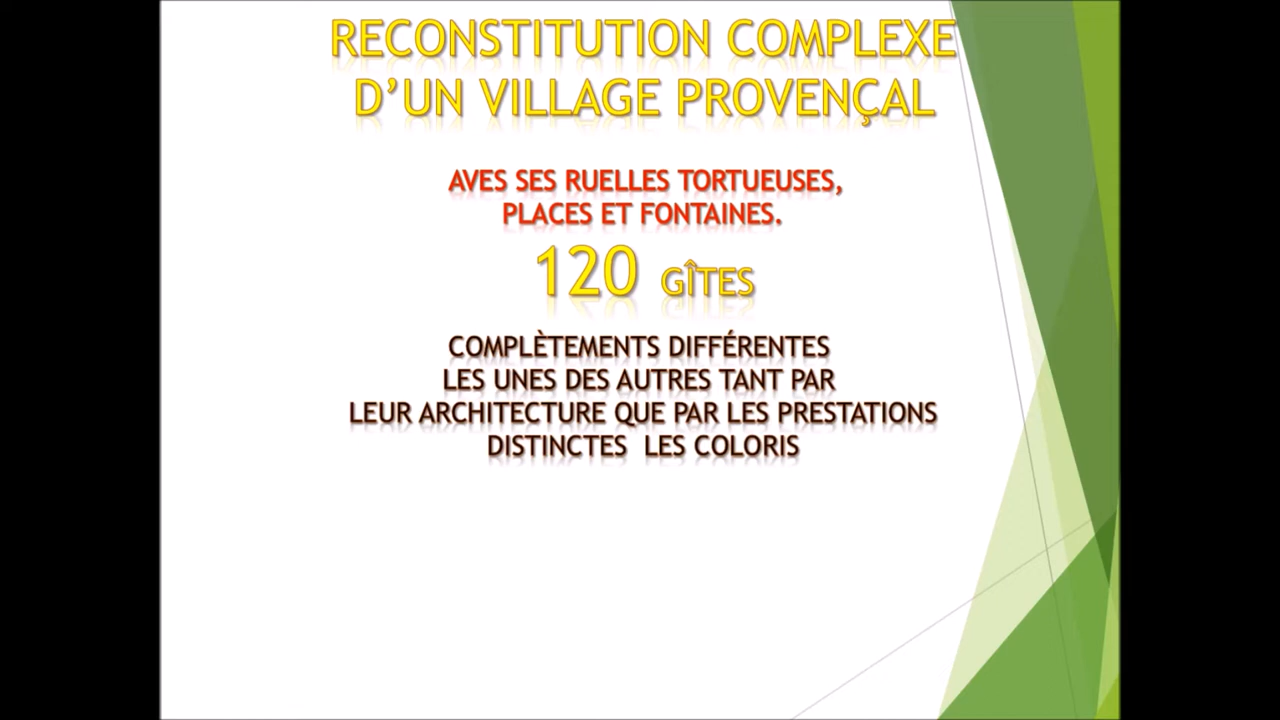 RECONSTITUTION COMPLEXE
D’UN VILLAGE PROVENÇAL
AVES SES RUELLES TORTUEUSES,
PLACES ET FONTAINES.
120 GÎTES
COMPLÈTEMENTS DIFFÉRENTES
LES UNES DES AUTRES TANT PAR
LEUR ARCHITECTURE QUE PAR LES PRESTATIONS
DISTINCTES LES COLORIS